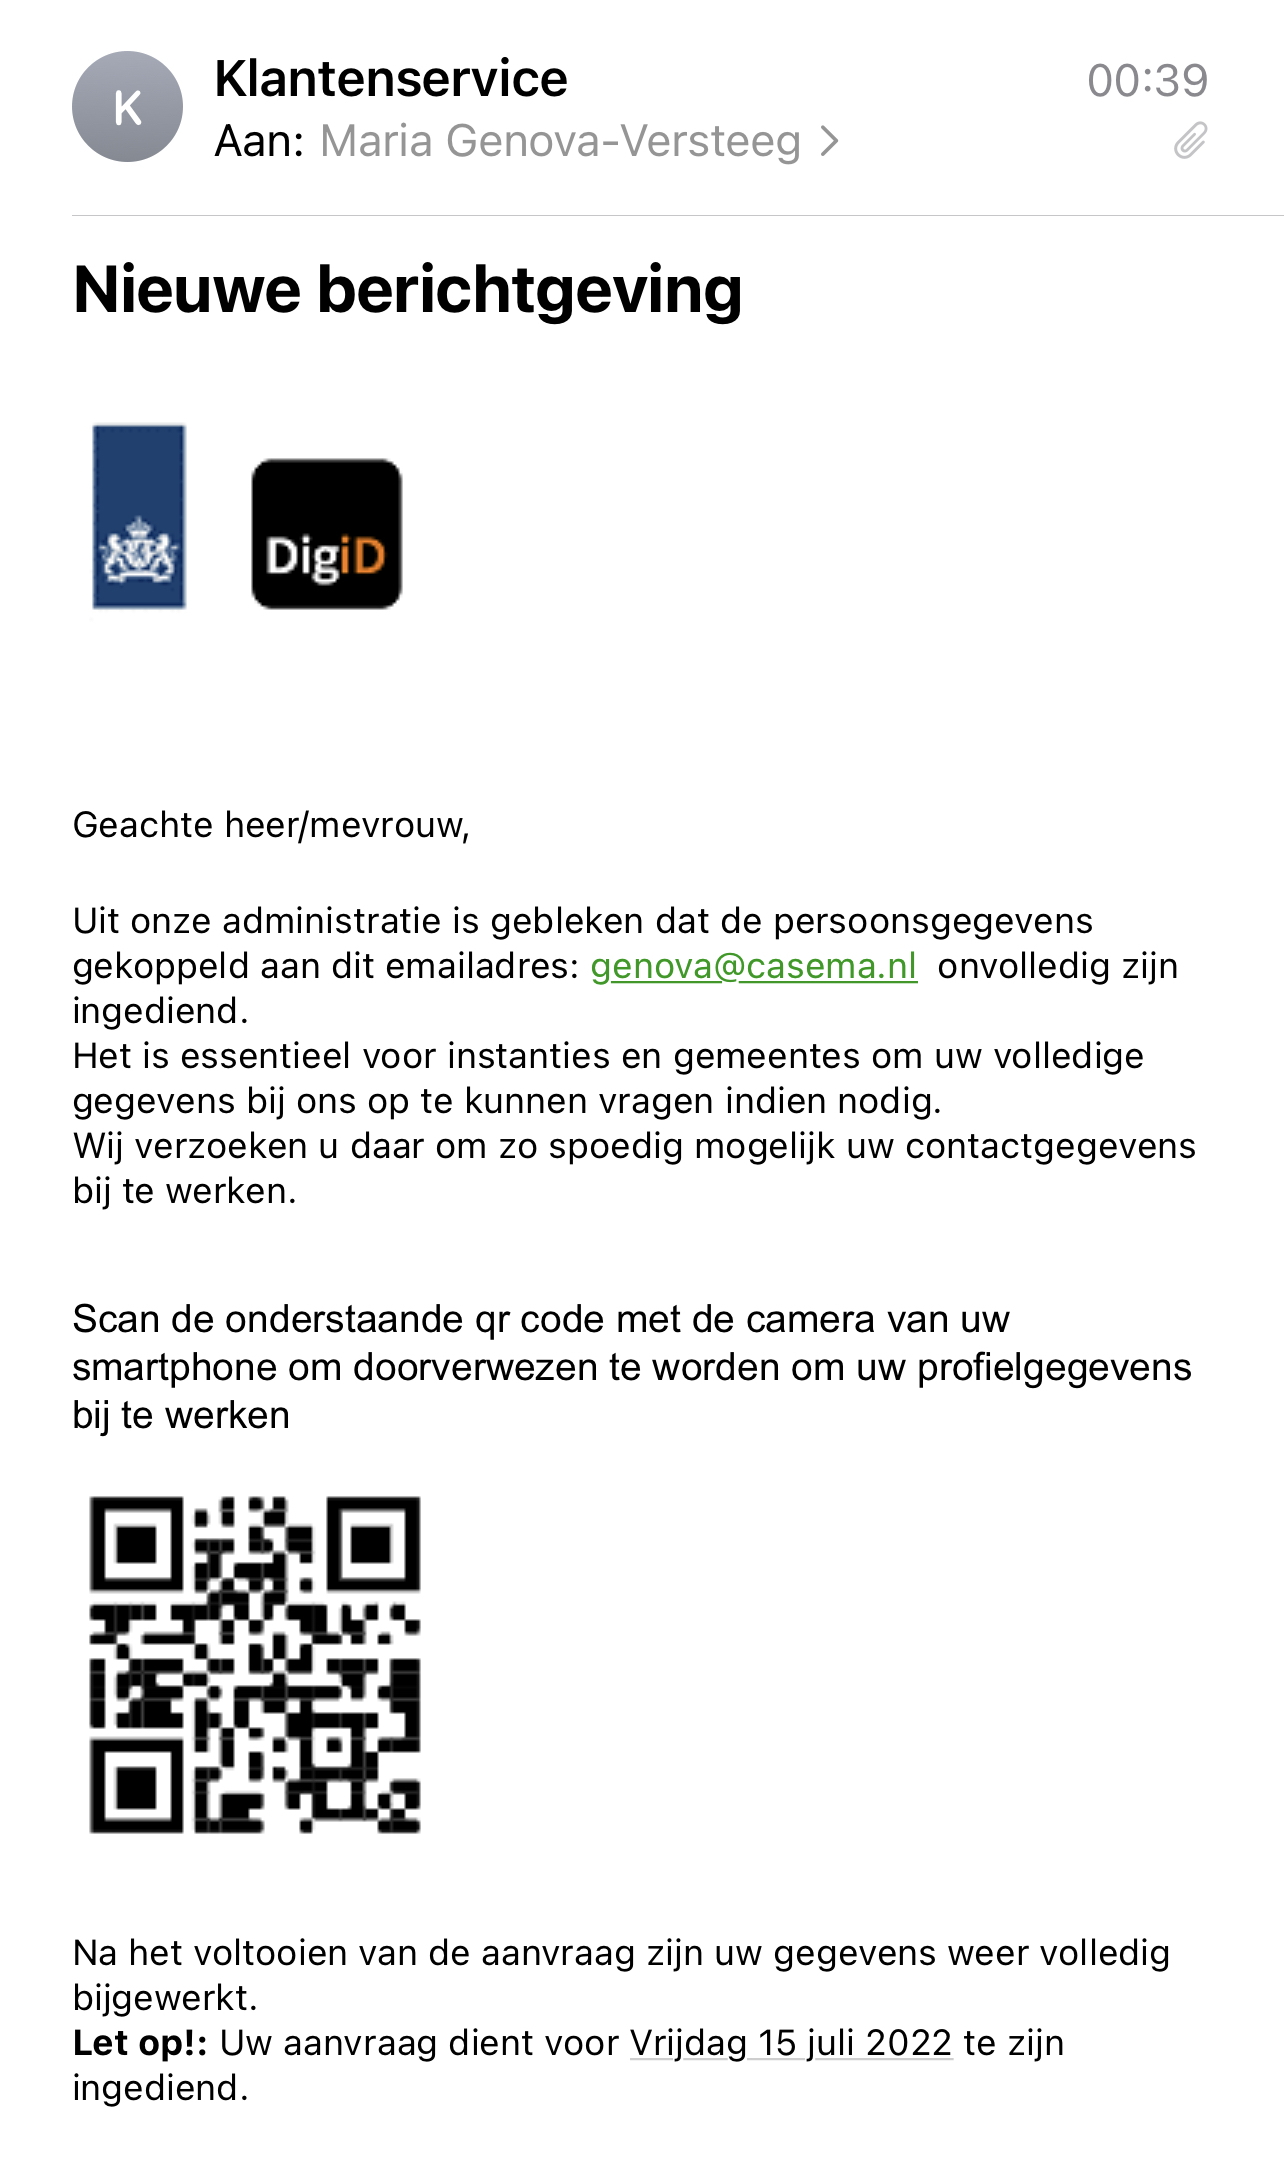 K
Klantenservice
00:39
Aan: Maria Genova-Versteeg
Nieuwe berichtgeving
DigiD
Geachte heer/mevrouw,
Uit onze administratie is gebleken dat de persoonsgegevens
gekoppeld aan dit emailadres: genova@casema.nl onvolledig zijn
ingediend.
Het is essentieel voor instanties en gemeentes om uw volledige
gegevens bij ons op te kunnen vragen indien nodig.
Wij verzoeken u daar om zo spoedig mogelijk uw contactgegevens
bij te werken.
Scan de onderstaande qr code met de camera van uw
smartphone om doorverwezen te worden om uw profielgegevens
bij te werken
Na het voltooien van de aanvraag zijn uw gegevens weer volledig
bijgewerkt.
Let op!: Uw aanvraag dient voor Vrijdag 15 juli 2022 te zijn
ingediend.